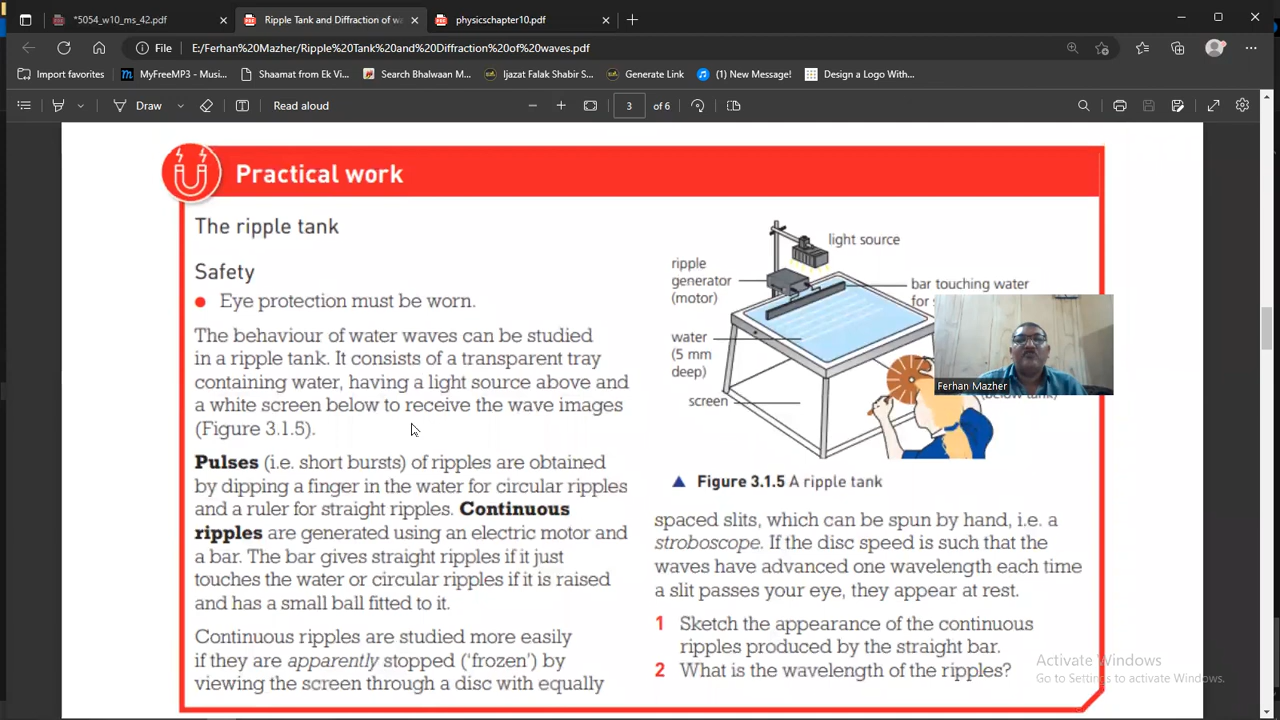 *5054_w10_ms_42.pdf
Ripple Tank and Diffraction of wa
physicschapter10.pdf
File
E:/Ferhan%20Mazher/Ripple%20Tank%20and%20Diffraction%20of%20waves.pdf
Import favorites
MyFreeMP3 - Musi...
Shaamat from Ek Vi...
Search Bhalwaan M...
Ijazat Falak Shabir S...
Generate Link
(1) New Message!
Design a Logo With...
Draw
Read aloud
3 of 6
Practical work
The ripple tank
Safety
Eye protection must be worn.
The behaviour of water waves can be studied
in a ripple tank. It consists of a transparent tray
containing water, having a light source above and
a white screen below to receive the wave images
(Figure 3.1.5).
Pulses (i.e. short bursts) of ripples are obtained
by dipping a finger in the water for circular ripples
and a ruler for straight ripples. Continuous
ripples are generated using an electric motor and
a bar. The bar gives straight ripples if it just
touches the water or circular ripples if it is raised
and has a small ball fitted to it.
Continuous ripples are studied more easily
if they are apparently stopped (‘frozen’) by
viewing the screen through a disc with equally
light source
ripple
generator
(motor)
bar touching water
for
water
(5 mm
deep)
screen
(below tank)
Ferhan Mazher
▲ Figure 3.1.5 A ripple tank
spaced slits, which can be spun by hand, i.e. a
stroboscope. If the disc speed is such that the
waves have advanced one wavelength each time
a slit passes your eye, they appear at rest.
1 Sketch the appearance of the continuous
ripples produced by the straight bar.
2 What is the wavelength of the ripples?
Activate Windows
Go to Settings to activate Windows.